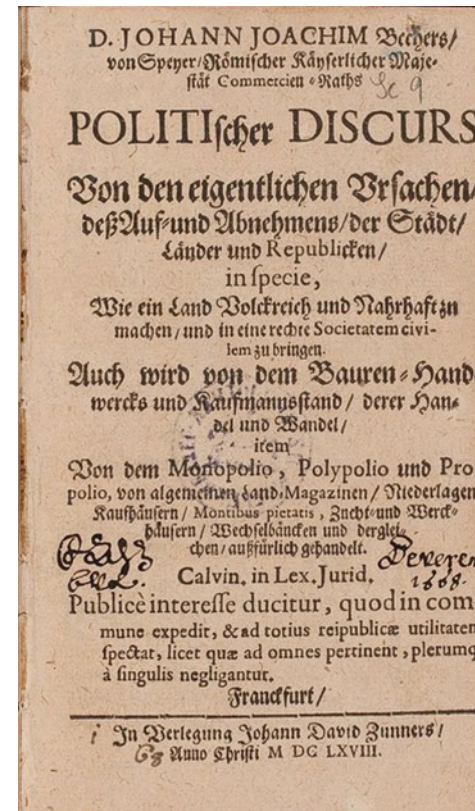 D. JOHANN JOACHIM Bechers/
von Speyer/Römischer Käyserlicher Maje-
stät Commercien-Raths
POLITIscher DISCURS
Von den eigentlichen Vrsachen/
deß Auf-und Abnehmens/der Städt/
Länder und Republicken/
in specie,
Wie ein Land Volckreich und Nahrhafft zu
machen/und in eine rechte Societatem civi-
lem zu bringen.
Auch wird von dem Bauren-Hand
wercks und Kaufmannsstand/ derer Han-
del und Wandel/
item
Von dem Monopolio, Polypolio und Pro
polio, von algemeinen Land-Magazinen/Niederlagen
Kaufhäusern/ Montibus pietatis, Zucht-und Werck-
häusern/Wechselbäncken und derglei-
chen/außfürlich gehandelt.
Calvin. in Lex. Jurid.
1668.
Publicè interesse ducitur, quod in com
mune expedit, & ad totius reipublicæ utilitatem
spectat, licet quæ ad omnes pertinent, plerumq
à singulis negligantur.
Franckfurt/
In Verlegung Johann David Zunners/
Anno Christi M DC LXVIII.